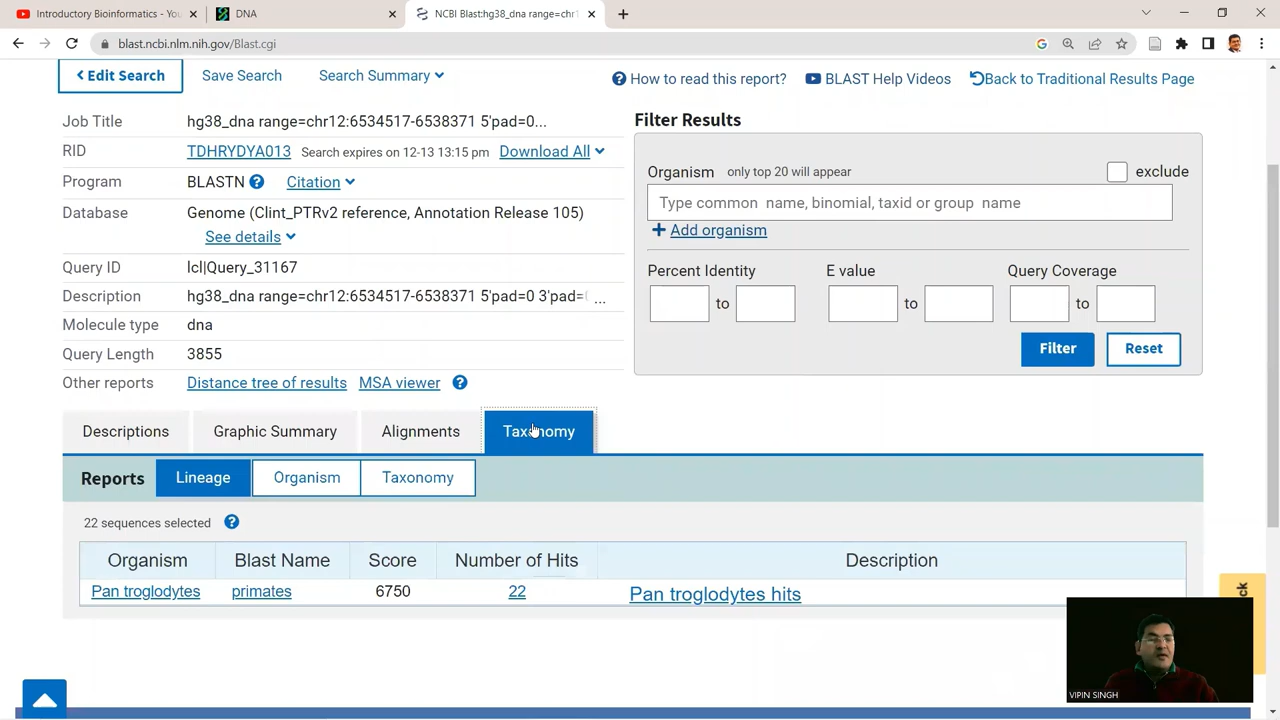 Introductory Bioinformatics - You
DNA
NCBI Blast:hg38_dna range=chr1
blast.ncbi.nlm.nih.gov/Blast.cgi
Edit Search
Save Search
Search Summary
How to read this report?
BLAST Help Videos
Back to Traditional Results Page
Job Title hg38_dna range=chr12:6534517-6538371 5'pad=0...
RID TDHRYDYA013 Search expires on 12-13 13:15 pm Download All
Program BLASTN Citation
Database Genome (Clint_PTRv2 reference, Annotation Release 105)
See details
Query ID lcl|Query_31167
Description hg38_dna range=chr12:6534517-6538371 5'pad=0 3'pad=0 ...
Molecule type dna
Query Length 3855
Other reports Distance tree of results MSA viewer
Filter Results
Organism only top 20 will appear exclude
Type common name, binomial, taxid or group name
Add organism
Percent Identity E value Query Coverage
to to to
Filter Reset
Descriptions Graphic Summary Alignments Taxonomy
Reports Lineage Organism Taxonomy
22 sequences selected
Organism Blast Name Score Number of Hits Description
Pan troglodytes primates 6750 22 Pan troglodytes hits
VIPIN SINGH